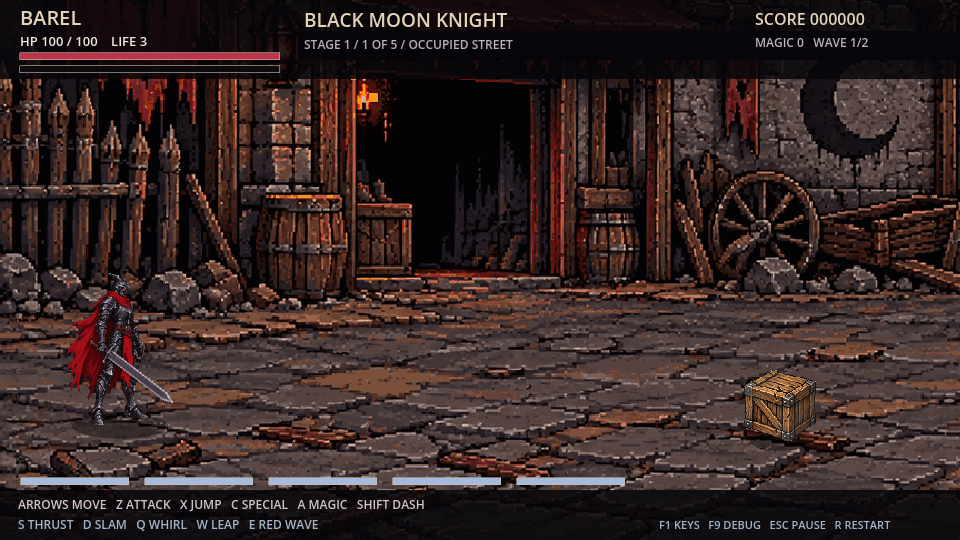 BAREL
HP 100 / 100 LIFE 3
BLACK MOON KNIGHT
STAGE 1 / 1 OF 5 / OCCUPIED STREET
SCORE 000000
MAGIC 0 WAVE 1/2
ARROWS MOVE Z ATTACK X JUMP C SPECIAL A MAGIC SHIFT DASH
S THRUST D SLAM Q WHIRL W LEAP E RED WAVE
F1 KEYS F9 DEBUG ESC PAUSE R RESTART